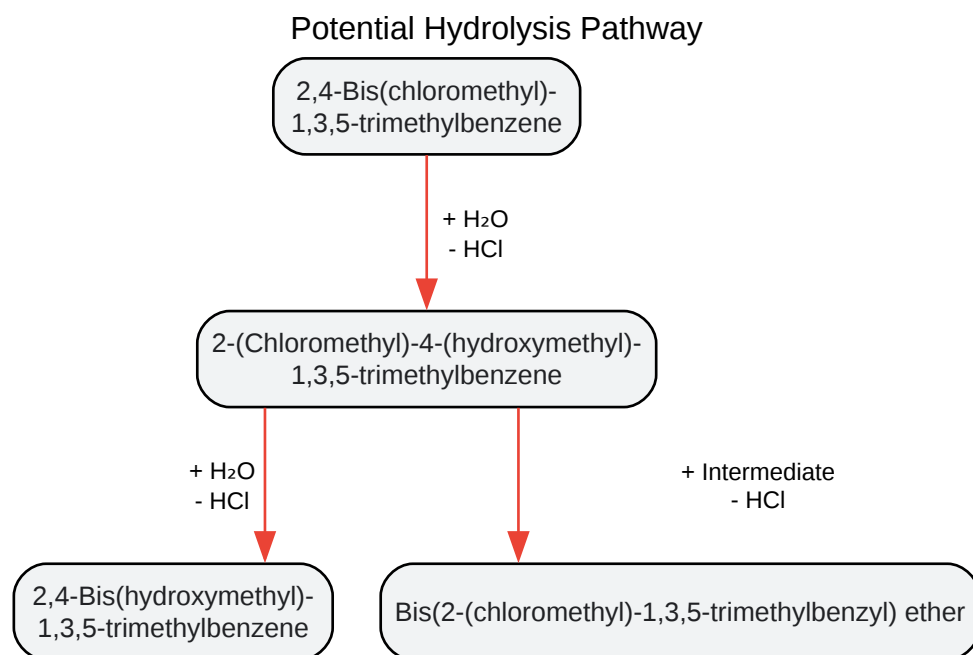 Potential Hydrolysis Pathway
2,4-Bis(chloromethyl)-
1,3,5-trimethylbenzene
+ H₂O
- HCl
2-(Chloromethyl)-4-(hydroxymethyl)-
1,3,5-trimethylbenzene
+ H₂O
- HCl
+ Intermediate
- HCl
2,4-Bis(hydroxymethyl)-
1,3,5-trimethylbenzene
Bis(2-(chloromethyl)-1,3,5-trimethylbenzyl) ether